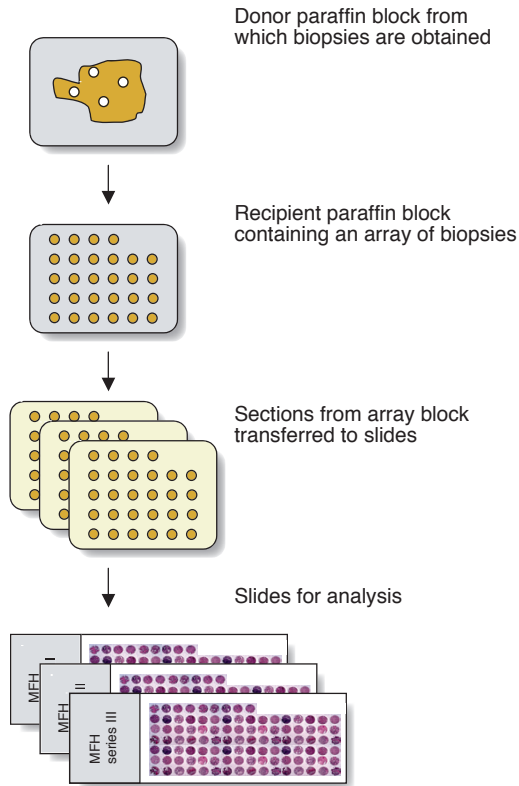 Donor paraffin block from
which biopsies are obtained
Recipient paraffin block
containing an array of biopsies
Sections from array block
transferred to slides
Slides for analysis
MFH
I
MFH
II
MFH
series III